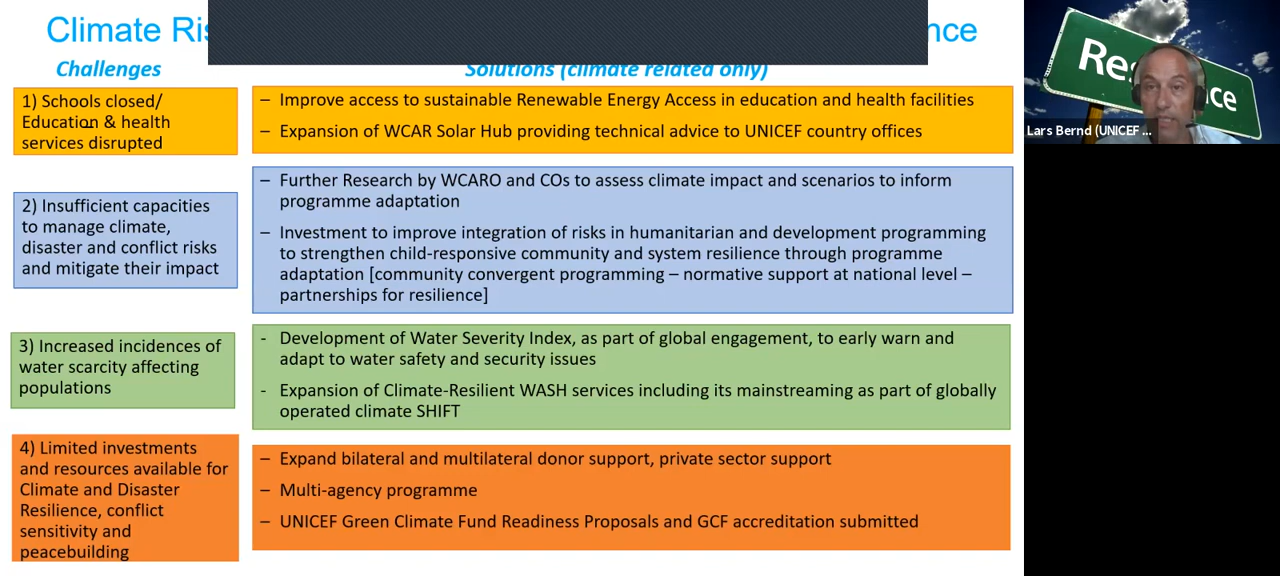 Climate Ris nce
Challenges
Solutions (climate related only)
1) Schools closed/
Education & health
services disrupted
– Improve access to sustainable Renewable Energy Access in education and health facilities
– Expansion of WCAR Solar Hub providing technical advice to UNICEF country offices
2) Insufficient capacities
to manage climate,
disaster and conflict risks
and mitigate their impact
– Further Research by WCARO and COs to assess climate impact and scenarios to inform
programme adaptation
– Investment to improve integration of risks in humanitarian and development programming
to strengthen child-responsive community and system resilience through programme
adaptation [community convergent programming – normative support at national level –
partnerships for resilience]
3) Increased incidences of
water scarcity affecting
populations
- Development of Water Severity Index, as part of global engagement, to early warn and
adapt to water safety and security issues
- Expansion of Climate-Resilient WASH services including its mainstreaming as part of globally
operated climate SHIFT
4) Limited investments
and resources available for
Climate and Disaster
Resilience, conflict
sensitivity and
peacebuilding
– Expand bilateral and multilateral donor support, private sector support
– Multi-agency programme
– UNICEF Green Climate Fund Readiness Proposals and GCF accreditation submitted
Res ce
Lars Bernd (UNICEF ...